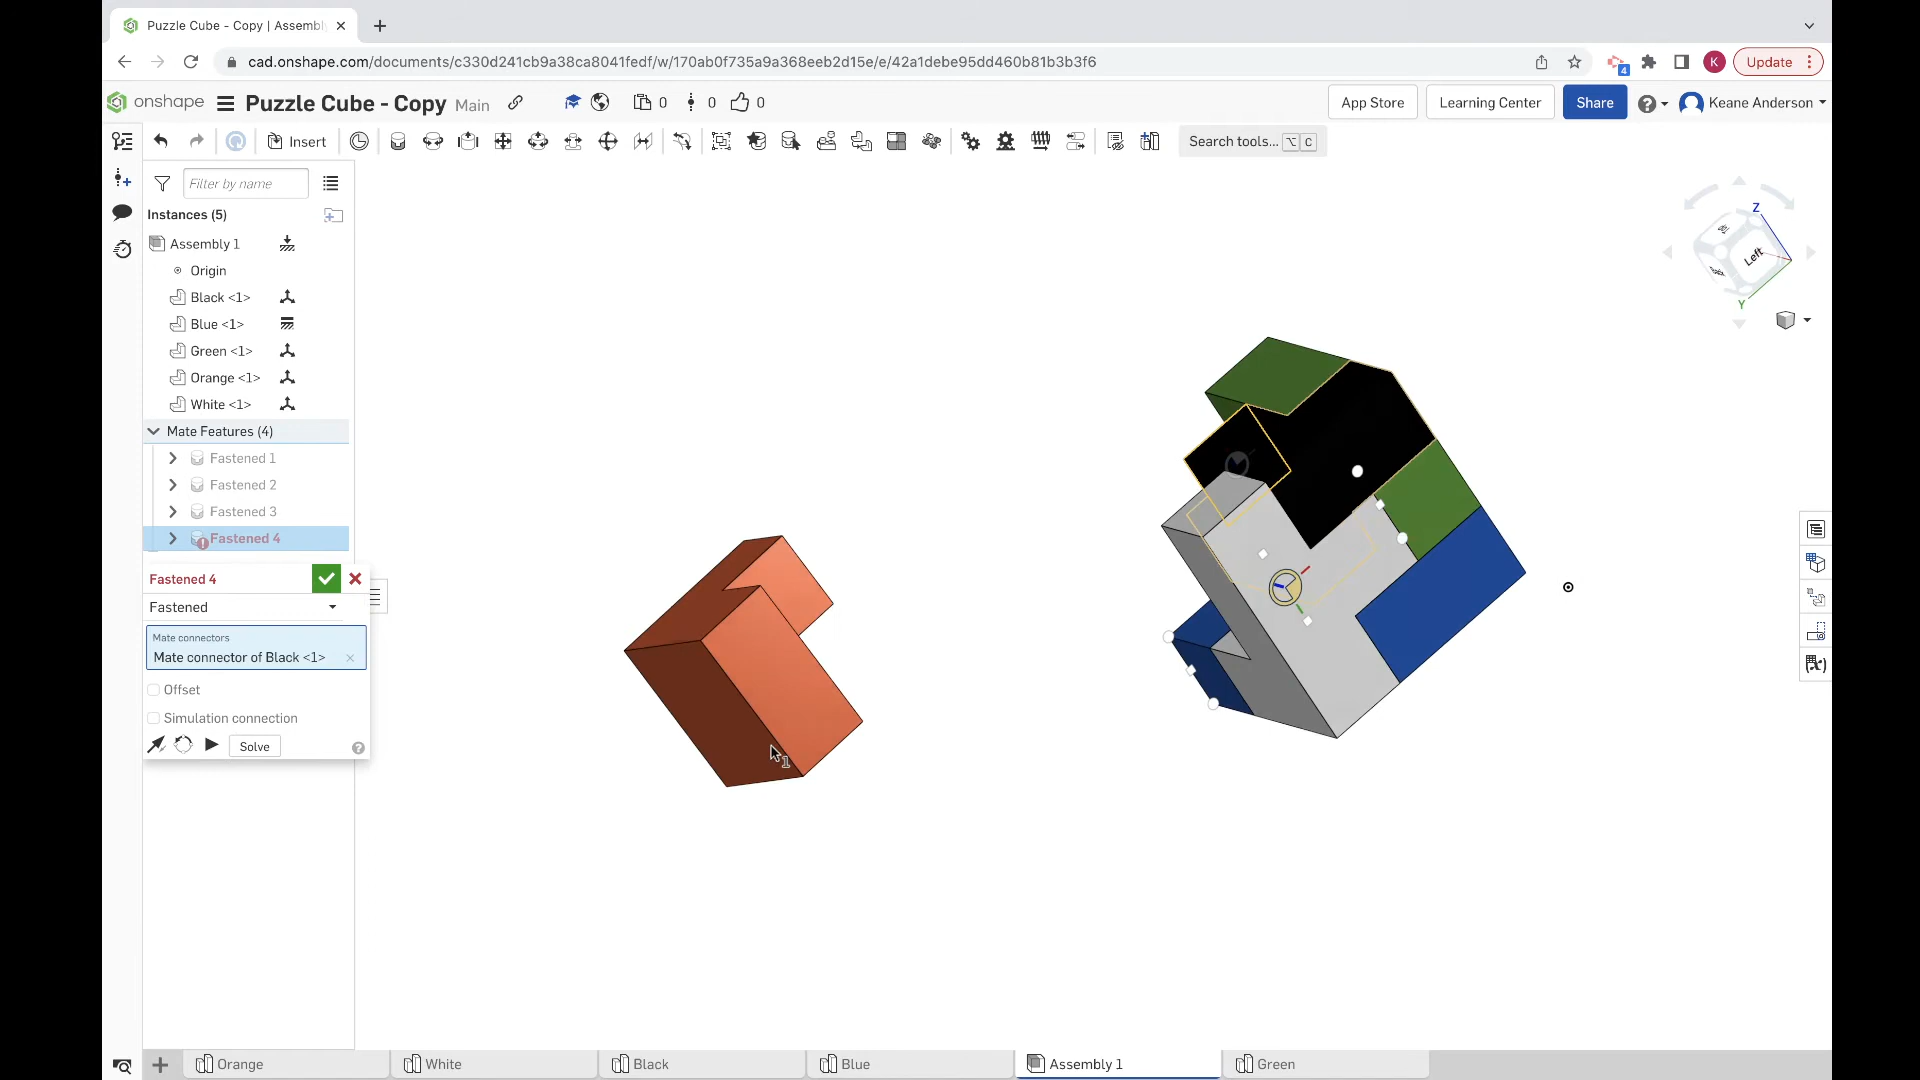 Puzzle Cube - Copy | Assembl
cad.onshape.com/documents/c330d241cb9a38ca8041fedf/w/170ab0f735a9a368eeb2d15e/e/42a1debe95dd460b81b3b3f6
4
K
Update
onshape
Puzzle Cube - Copy Main
0
0
0
App Store
Learning Center
Share
Keane Anderson
Insert
Search tools... ⌥ C
Filter by name
Instances (5)
Assembly 1
Origin
Black <1>
Blue <1>
Green <1>
Orange <1>
White <1>
Mate Features (4)
Fastened 1
Fastened 2
Fastened 3
Fastened 4
Fastened 4
Fastened
Mate connectors
Mate connector of Black <1>
Offset
Simulation connection
Solve
Z
Left
Back
Y
Orange
White
Black
Blue
Assembly 1
Green